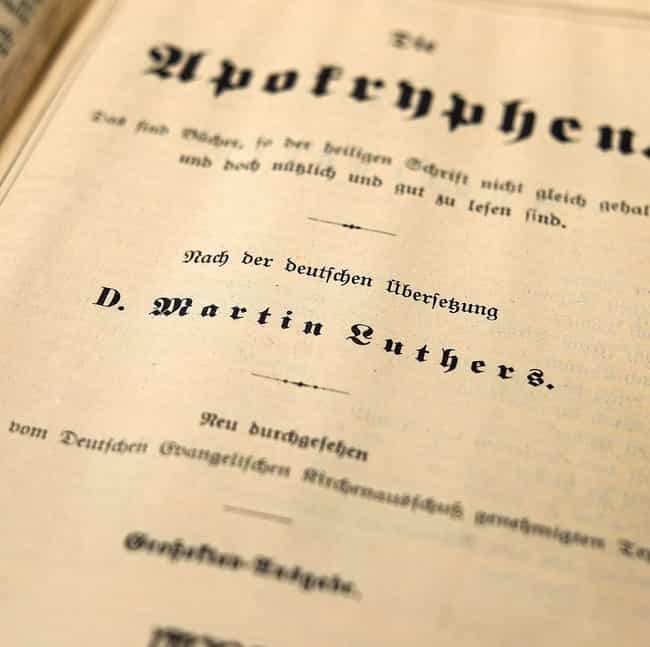 Die
Apokryphen.
Das sind Bücher, so der heiligen Schrift nicht gleich
und doch nützlich und gut zu lesen sind.
Nach der deutschen Übersetzung
D. Martin Luthers.
Neu durchgesehen
vom Deutschen Evangelischen Kirchenausschuß genehmigten